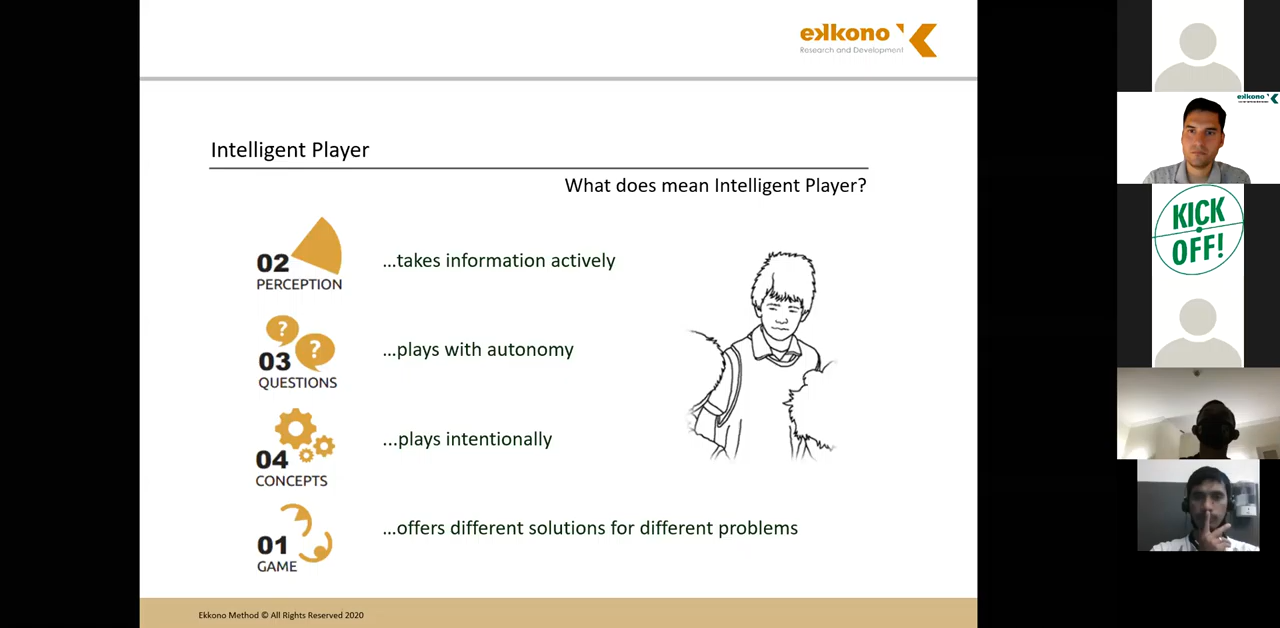 ekkono
Research and Development
Intelligent Player
What does mean Intelligent Player?
02
PERCEPTION
...takes information actively
? ?
03
QUESTIONS
...plays with autonomy
04
CONCEPTS
...plays intentionally
01
GAME
...offers different solutions for different problems
Ekkono Method © All Rights Reserved 2020
ekkono
KICK
OFF!